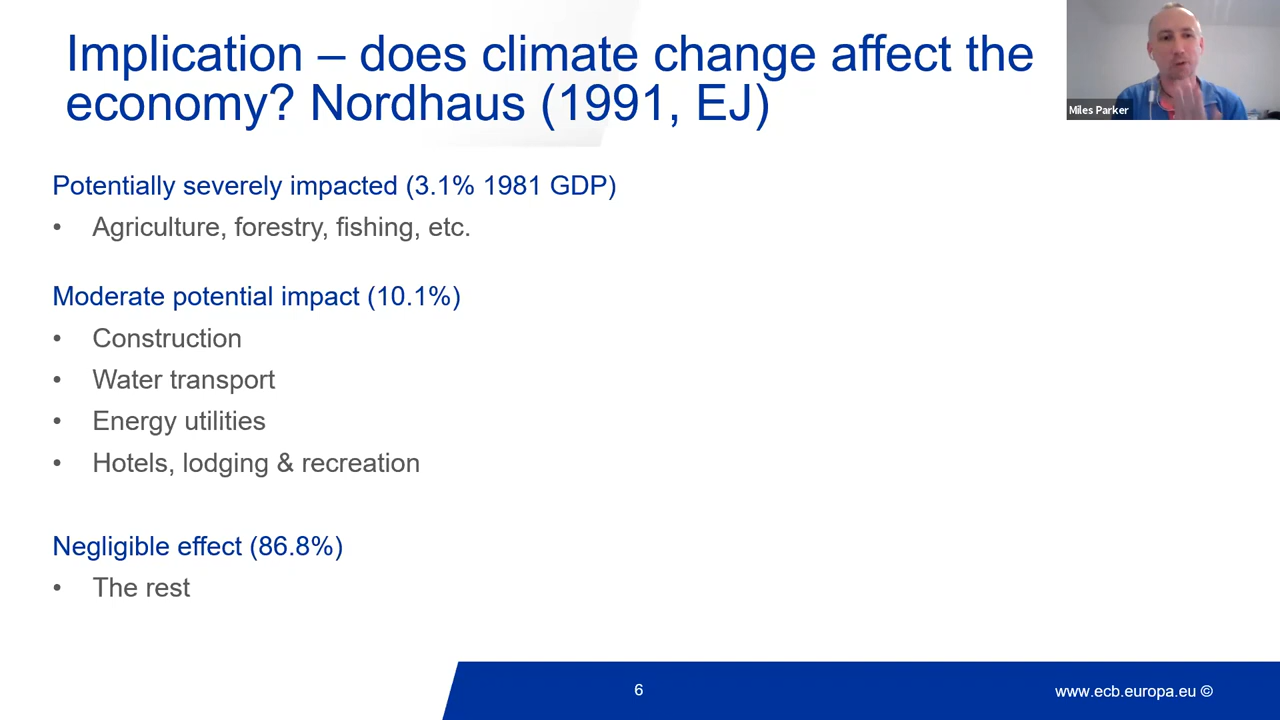 Implication – does climate change affect the
economy? Nordhaus (1991, EJ)
Miles Parker
Potentially severely impacted (3.1% 1981 GDP)
• Agriculture, forestry, fishing, etc.
Moderate potential impact (10.1%)
• Construction
• Water transport
• Energy utilities
• Hotels, lodging & recreation
Negligible effect (86.8%)
• The rest
6
www.ecb.europa.eu ©